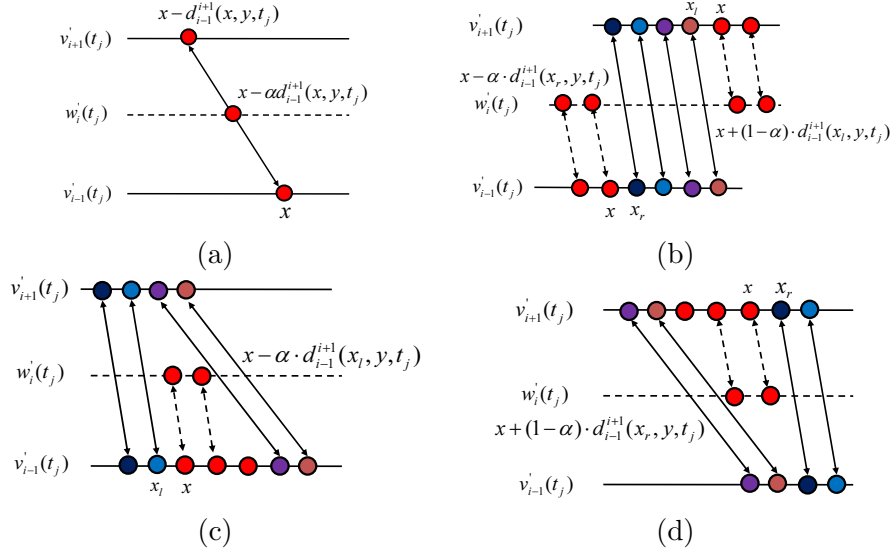 x − d_{i-1}^{i+1}(x, y, t_j)
v'_{i+1}(t_j)
x − αd_{i-1}^{i+1}(x, y, t_j)
w'_i(t_j)
v'_{i-1}(t_j)
x
(a)
x_l x
v'_{i+1}(t_j)
x − α · d_{i-1}^{i+1}(x_r, y, t_j)
w'_i(t_j)
x + (1 − α) · d_{i-1}^{i+1}(x_l, y, t_j)
v'_{i-1}(t_j)
x x_r
(b)
v'_{i+1}(t_j)
x − α · d_{i-1}^{i+1}(x_l, y, t_j)
w'_i(t_j)
v'_{i-1}(t_j)
x_l x
(c)
x x_r
v'_{i+1}(t_j)
w'_i(t_j)
x + (1 − α) · d_{i-1}^{i+1}(x_r, y, t_j)
v'_{i-1}(t_j)
(d)